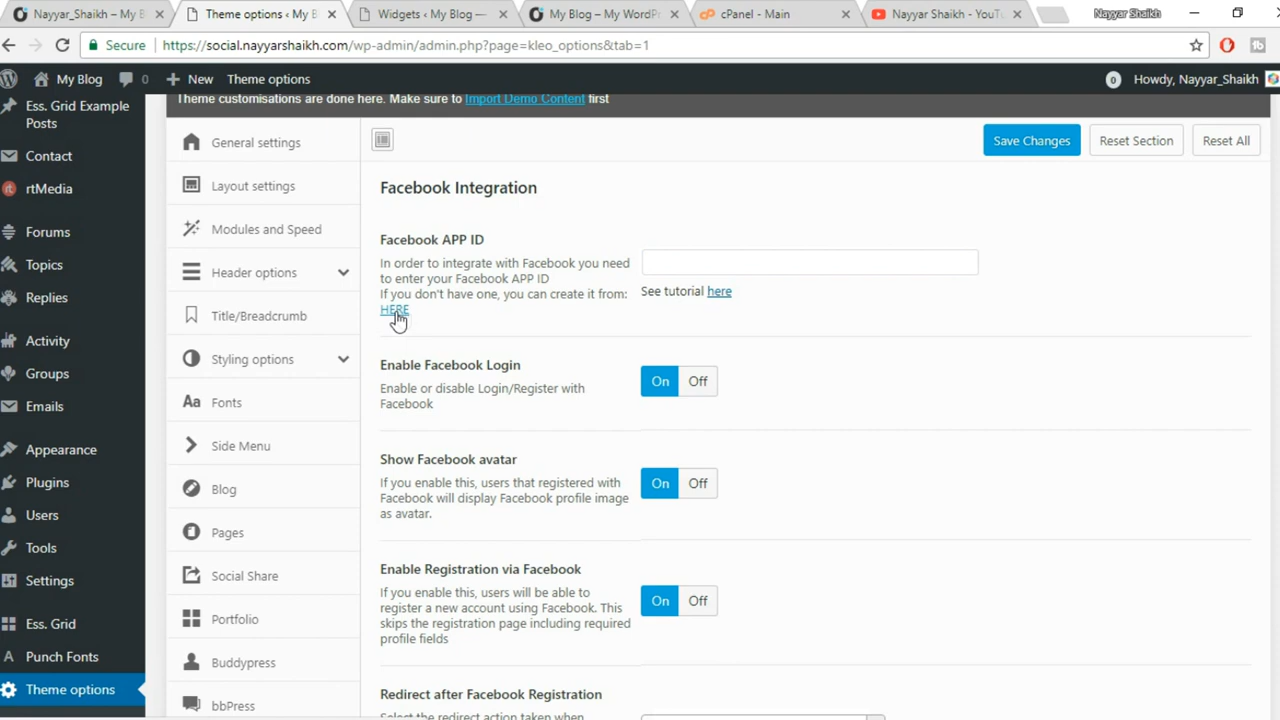 Nayyar_Shaikh – My Blog
Theme options ‹ My B
Widgets ‹ My Blog —
My Blog – My WordPr
cPanel - Main
Nayyar Shaikh - YouT
Nayyar Shaikh
Secure
https://social.nayyarshaikh.com/wp-admin/admin.php?page=kleo_options&tab=1
My Blog
0
New
Theme options
0
Howdy, Nayyar_Shaikh
Ess. Grid Example
Posts
Contact
rtMedia
Forums
Topics
Replies
Activity
Groups
Emails
Appearance
Plugins
Users
Tools
Settings
Ess. Grid
Punch Fonts
Theme options
Theme customisations are done here. Make sure to Import Demo Content first
General settings
Layout settings
Modules and Speed
Header options
Title/Breadcrumb
Styling options
Fonts
Side Menu
Blog
Pages
Social Share
Portfolio
Buddypress
bbPress
Save Changes
Reset Section
Reset All
Facebook Integration
Facebook APP ID
In order to integrate with Facebook you need
to enter your Facebook APP ID
If you don't have one, you can create it from:
HERE
See tutorial here
Enable Facebook Login
Enable or disable Login/Register with
Facebook
On Off
Show Facebook avatar
If you enable this, users that registered with
Facebook will display Facebook profile image
as avatar.
On Off
Enable Registration via Facebook
If you enable this, users will be able to
register a new account using Facebook. This
skips the registration page including required
profile fields
On Off
Redirect after Facebook Registration
Select the redirect action taken when